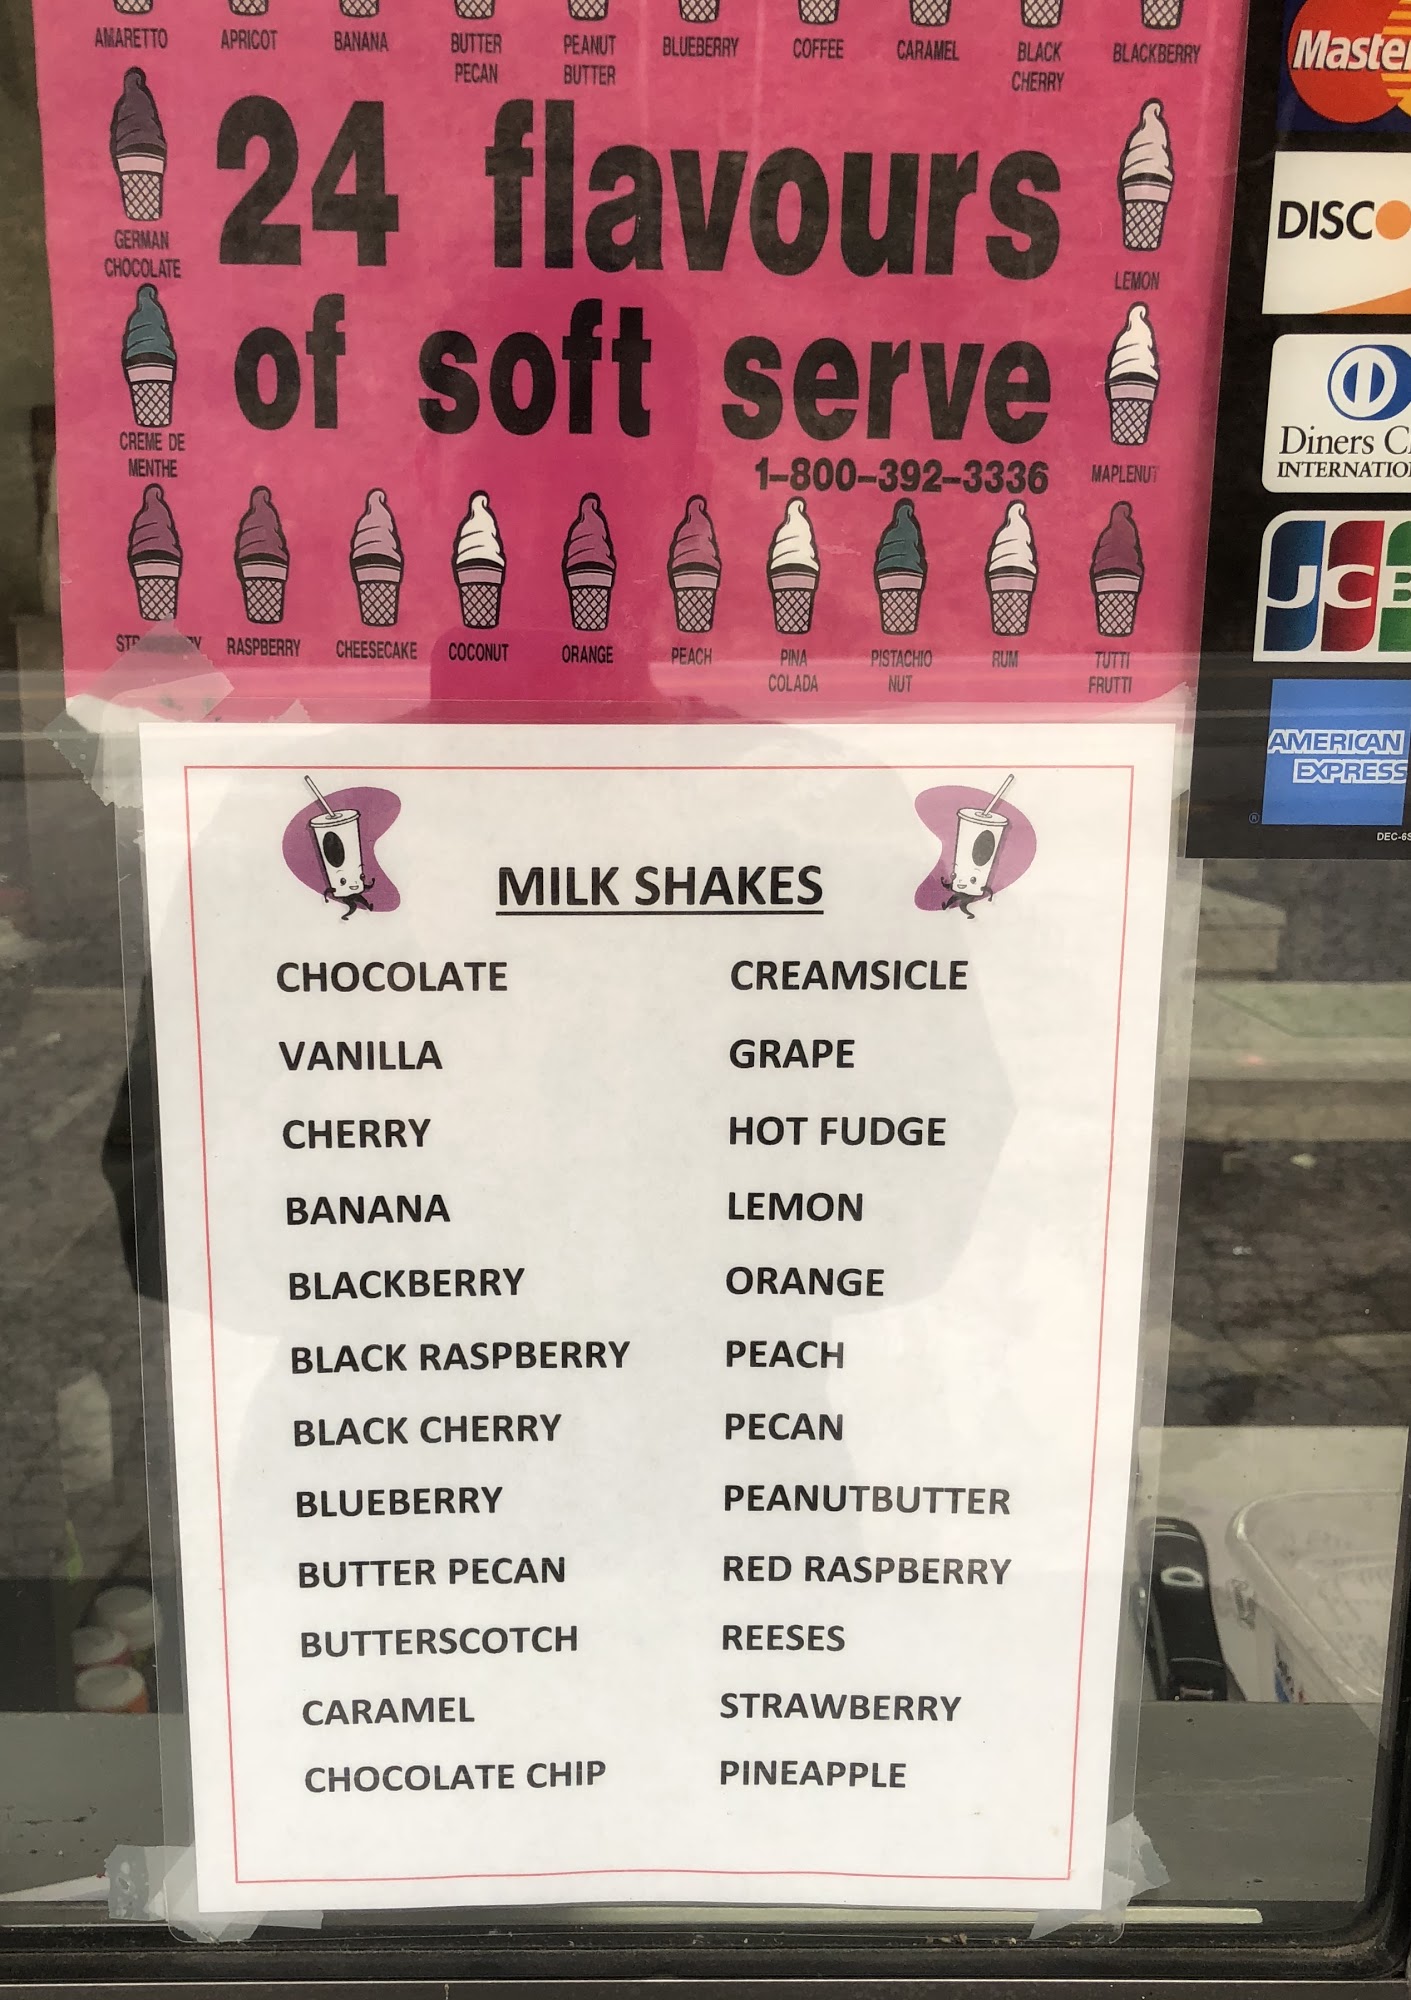 AMARETTO APRICOT BANANA BUTTER PECAN PEANUT BUTTER BLUEBERRY COFFEE CARAMEL BLACK CHERRY BLACKBERRY
24 flavours
of soft serve
1-800-392-3336
GERMAN
CHOCOLATE
LEMON
CREME DE
MENTHE
MAPLENUT
RASPBERRY CHEESECAKE COCONUT ORANGE PEACH PINA COLADA PISTACHIO NUT RUM TUTTI FRUTTI
DISCO
Diners C
INTERNATIO
JCB
AMERICAN
EXPRESS
MILK SHAKES
CHOCOLATE
VANILLA
CHERRY
BANANA
BLACKBERRY
BLACK RASPBERRY
BLACK CHERRY
BLUEBERRY
BUTTER PECAN
BUTTERSCOTCH
CARAMEL
CHOCOLATE CHIP
CREAMSICLE
GRAPE
HOT FUDGE
LEMON
ORANGE
PEACH
PECAN
PEANUTBUTTER
RED RASPBERRY
REESES
STRAWBERRY
PINEAPPLE